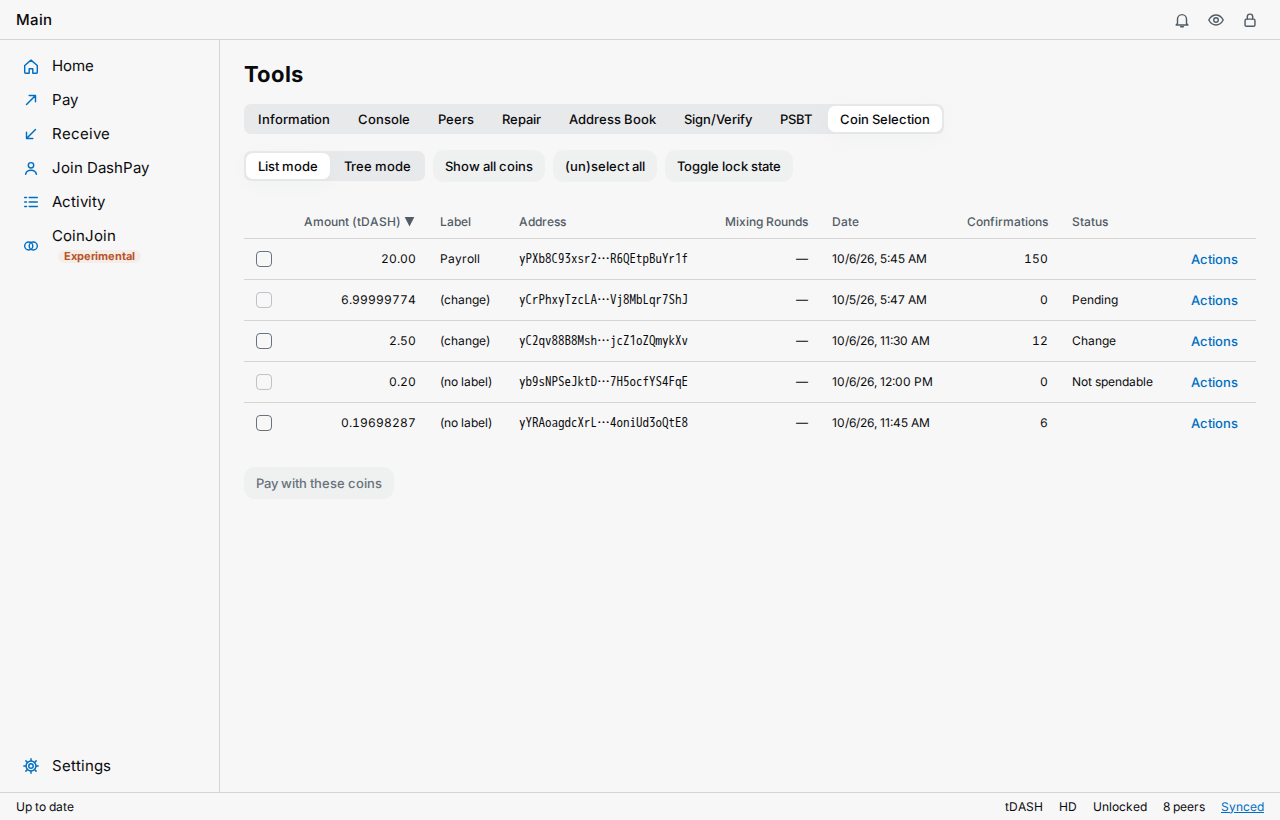 Main
Home
Pay
Receive
Join DashPay
Activity
CoinJoin
Experimental
Settings
Tools
Information Console Peers Repair Address Book Sign/Verify PSBT Coin Selection
List mode Tree mode Show all coins (un)select all Toggle lock state
Amount (tDASH) ▼ Label Address Mixing Rounds Date Confirmations Status
20.00 Payroll yPXb8C93xsr2···R6QEtpBuYr1f — 10/6/26, 5:45 AM 150 Actions
6.99999774 (change) yCrPhxyTzcLA···Vj8MbLqr7ShJ — 10/5/26, 5:47 AM 0 Pending Actions
2.50 (change) yC2qv88B8Msh···jcZ1oZQmykXv — 10/6/26, 11:30 AM 12 Change Actions
0.20 (no label) yb9sNPSeJktD···7H5ocfYS4FqE — 10/6/26, 12:00 PM 0 Not spendable Actions
0.19698287 (no label) yYRAoagdcXrL···4oniUd3oQtE8 — 10/6/26, 11:45 AM 6 Actions
Pay with these coins
Up to date tDASH HD Unlocked 8 peers Synced